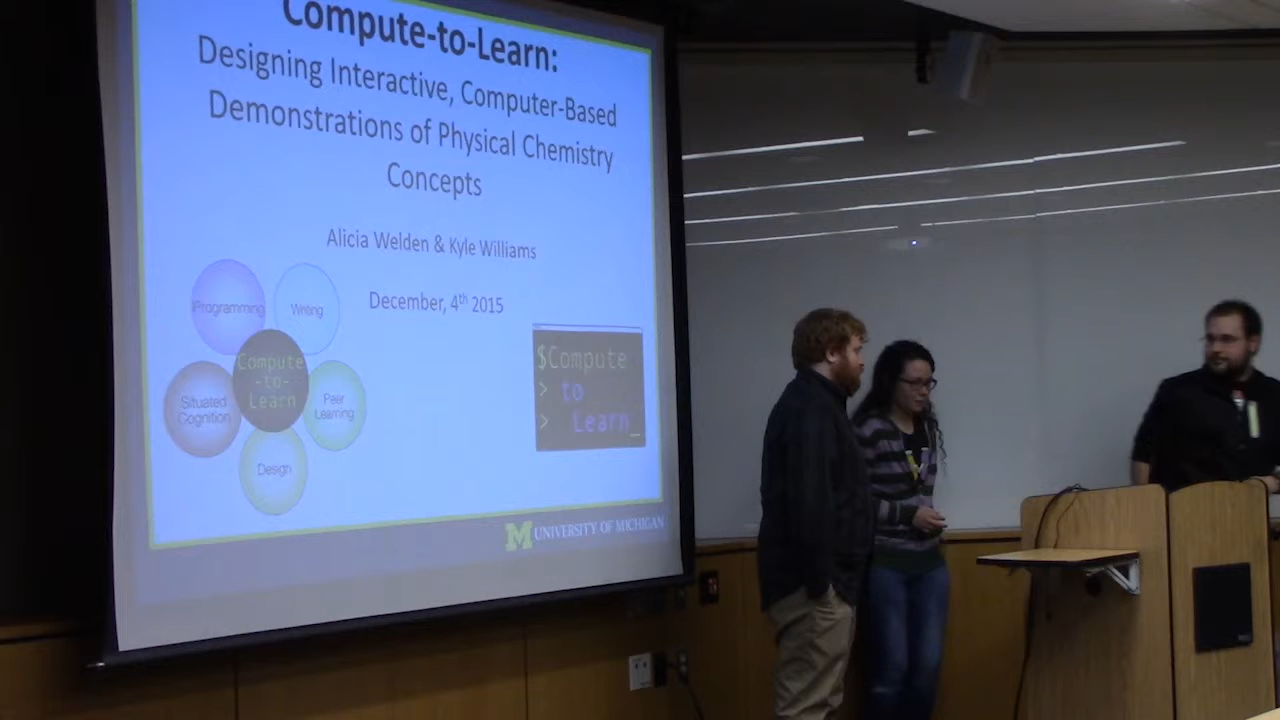 Compute-to-Learn:
Designing Interactive, Computer-Based
Demonstrations of Physical Chemistry
Concepts
Alicia Welden & Kyle Williams
December, 4th 2015
Programming
Writing
Compute
-to-
Learn
Situated
Cognition
Peer
Learning
Design
$Compute
> to
> Learn_
M UNIVERSITY OF MICHIGAN